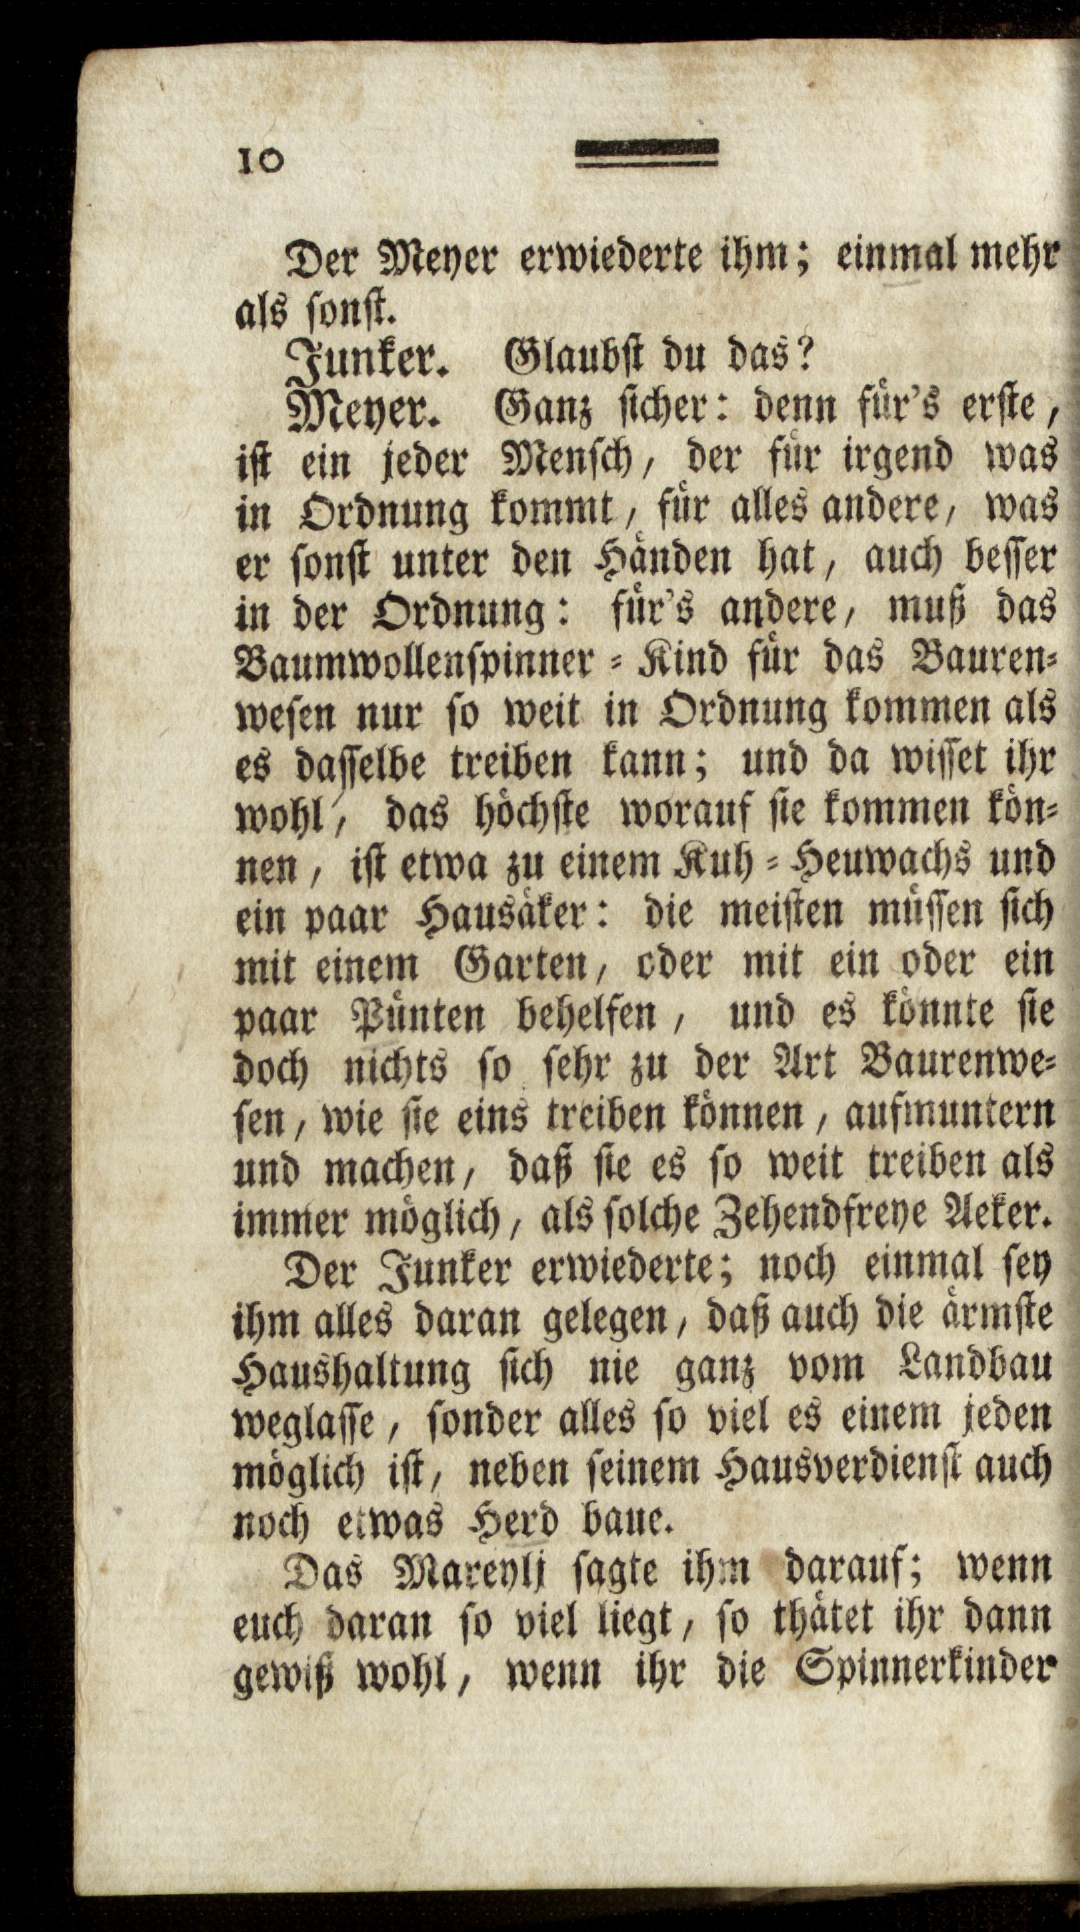 10
Der Meyer erwiederte ihm; einmal mehr
als sonst.
Junker. Glaubst du das?
Meyer. Ganz sicher: denn für's erste,
ist ein jeder Mensch, der für irgend was
in Ordnung kommt, für alles andere, was
er sonst unter den Händen hat, auch besser
in der Ordnung: für's andere, muß das
Baumwollenspinner-Kind für das Bauren-
wesen nur so weit in Ordnung kommen als
es dasselbe treiben kann; und da wisset ihr
wohl, das höchste worauf sie kommen kön-
nen, ist etwa zu einem Kuh-Heuwachs und
ein paar Hausäker: die meisten müssen sich
mit einem Garten, oder mit ein oder ein
paar Pünten behelfen, und es könnte sie
doch nichts so sehr zu der Art Baurenwe-
sen, wie sie eins treiben können, aufmuntern
und machen, daß sie es so weit treiben als
immer möglich, als solche Zehendfreye Aeker.
Der Junker erwiederte; noch einmal sey
ihm alles daran gelegen, daß auch die ärmste
Haushaltung sich nie ganz vom Landbau
weglasse, sonder alles so viel es einem jeden
möglich ist, neben seinem Hausverdienst auch
noch etwas Herd baue.
Das Mareylj sagte ihm darauf; wenn
euch daran so viel liegt, so thätet ihr dann
gewiß wohl, wenn ihr die Spinnerkinder